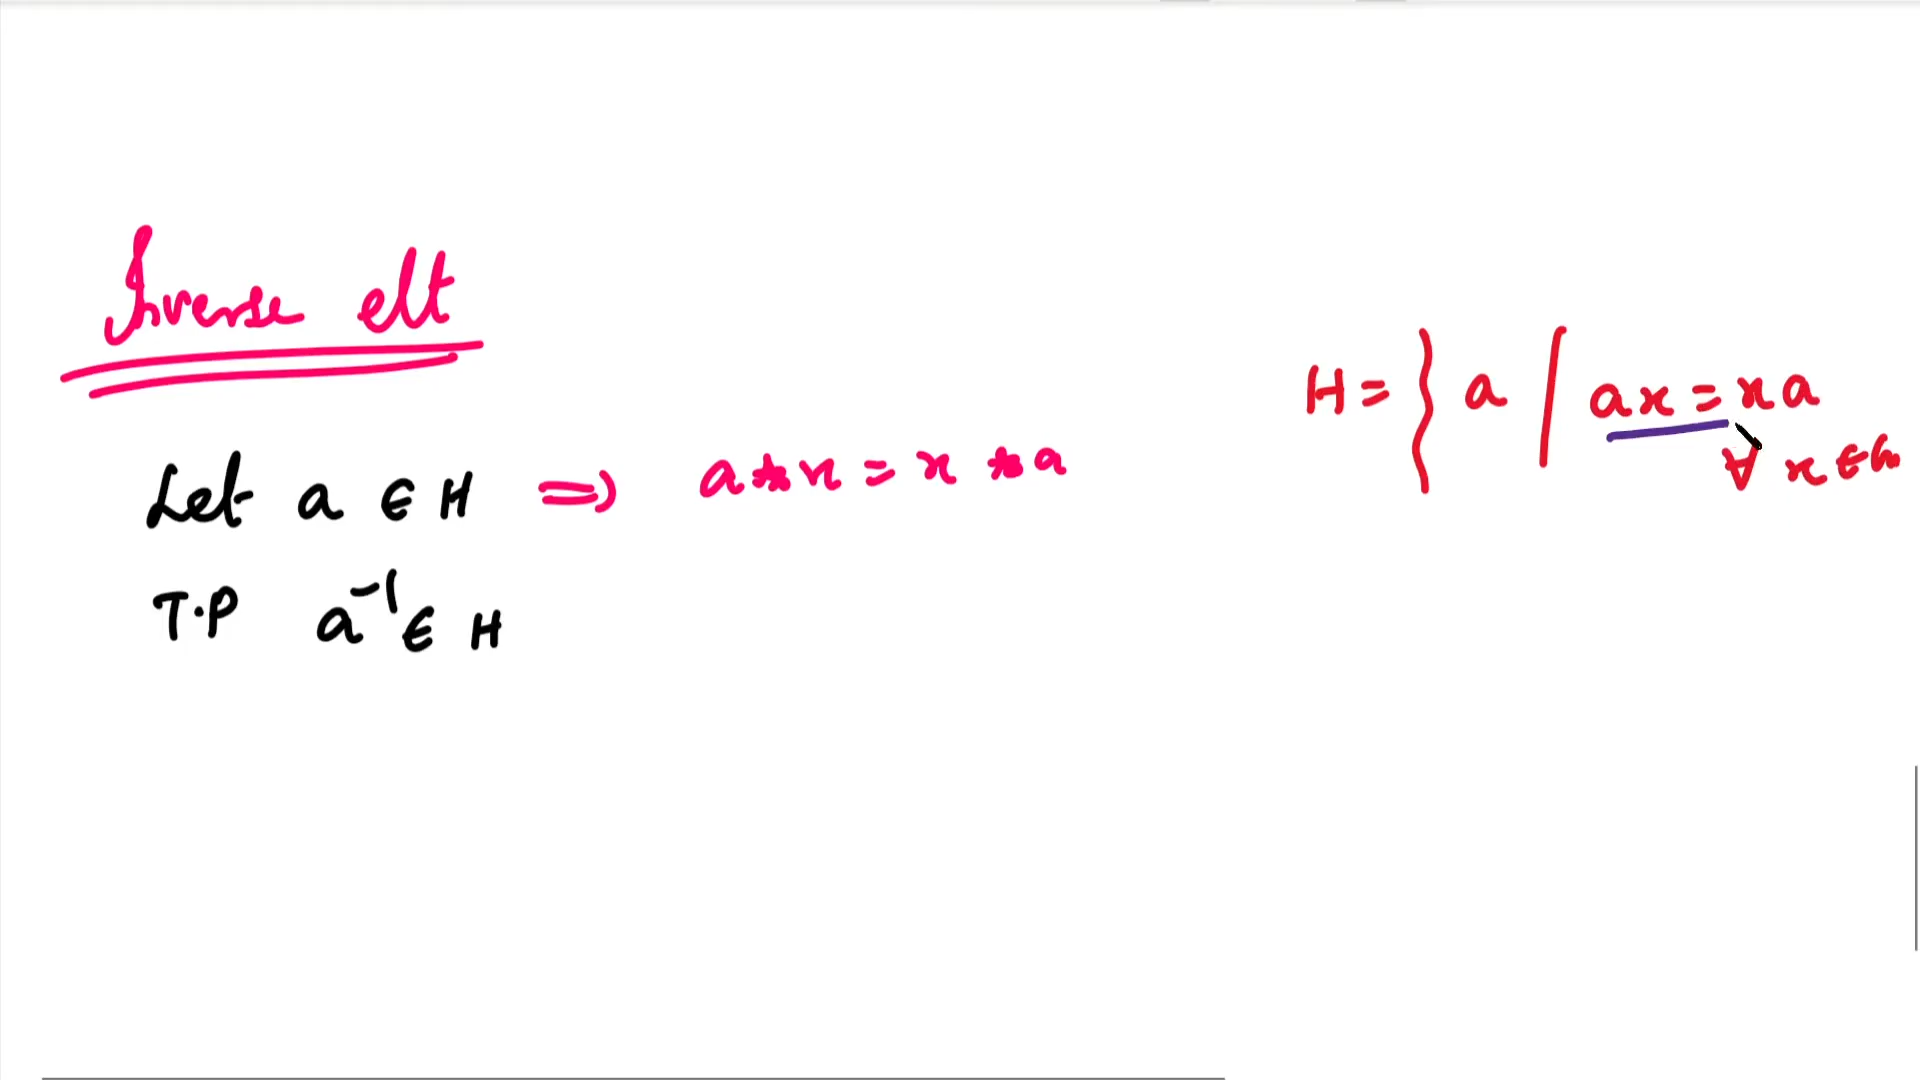 Inverse elt
H = { a / ax = xa
∀ x ∈ G
Let a ∈ H ⇒ a * x = x * a
T.P a⁻¹ ∈ H